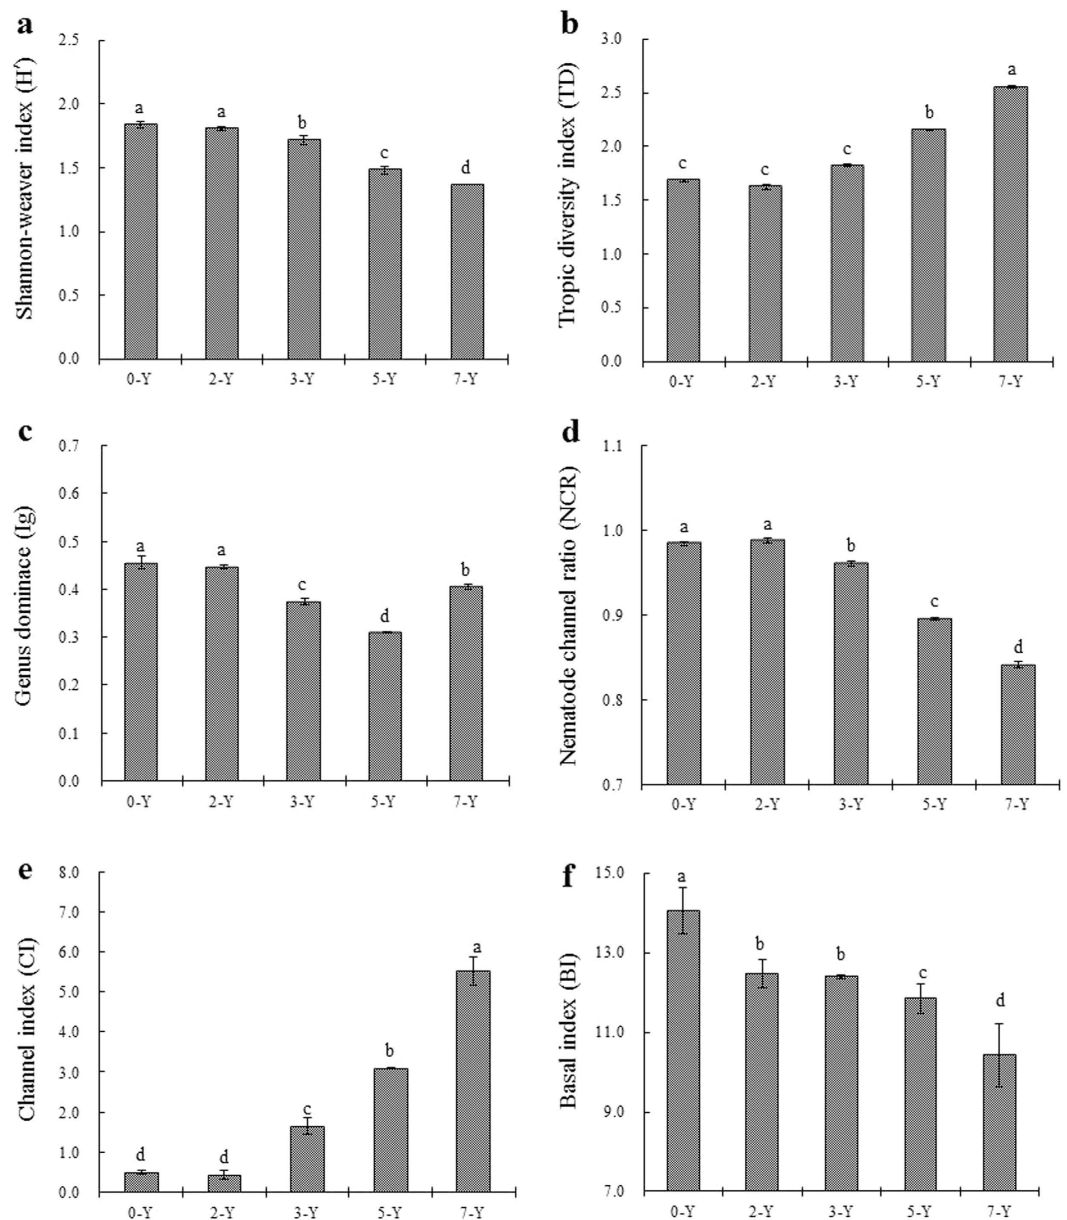 a
Shannon-weaver index (H′)
2.5
2.0
1.5
1.0
0.5
0.0
a
a
b
c
d
0-Y
2-Y
3-Y
5-Y
7-Y
b
Tropic diversity index (TD)
3.0
2.5
2.0
1.5
1.0
0.5
0.0
c
c
c
b
a
0-Y
2-Y
3-Y
5-Y
7-Y
c
Genus dominace (Ig)
0.7
0.6
0.5
0.4
0.3
0.2
0.1
0.0
a
a
c
d
b
0-Y
2-Y
3-Y
5-Y
7-Y
d
Nematode channel ratio (NCR)
1.1
1.0
0.9
0.8
0.7
a
a
b
c
d
0-Y
2-Y
3-Y
5-Y
7-Y
e
Channel index (CI)
8.0
7.0
6.0
5.0
4.0
3.0
2.0
1.0
0.0
d
d
c
b
a
0-Y
2-Y
3-Y
5-Y
7-Y
f
Basal index (BI)
15.0
13.0
11.0
9.0
7.0
a
b
b
c
d
0-Y
2-Y
3-Y
5-Y
7-Y